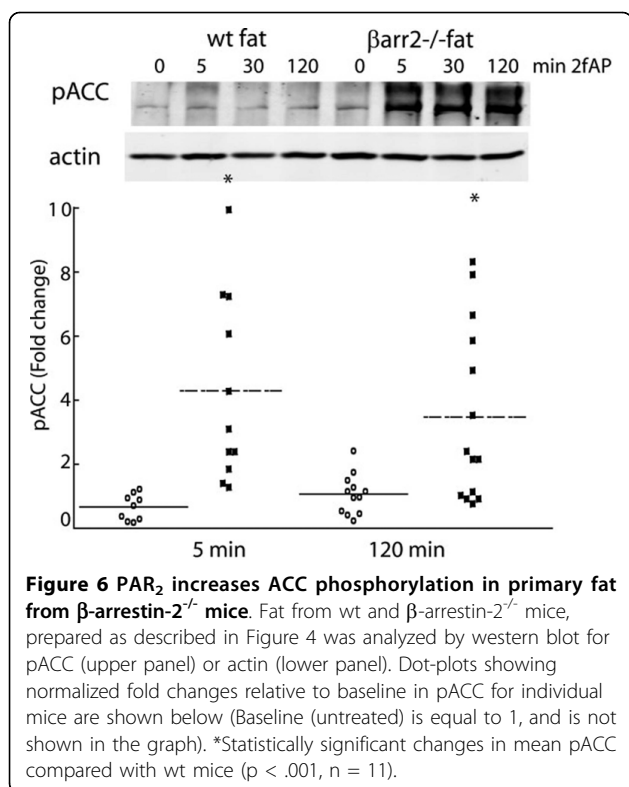 wt fat βarr2-/-fat
0 5 30 120 0 5 30 120 min 2fAP
pACC
actin
* *
10
8
6
4
2
0
pACC (Fold change)
5 min 120 min
Figure 6 PAR₂ increases ACC phosphorylation in primary fat
from β-arrestin-2⁻/⁻ mice. Fat from wt and β-arrestin-2⁻/⁻ mice,
prepared as described in Figure 4 was analyzed by western blot for
pACC (upper panel) or actin (lower panel). Dot-plots showing
normalized fold changes relative to baseline in pACC for individual
mice are shown below (Baseline (untreated) is equal to 1, and is not
shown in the graph). *Statistically significant changes in mean pACC
compared with wt mice (p < .001, n = 11).